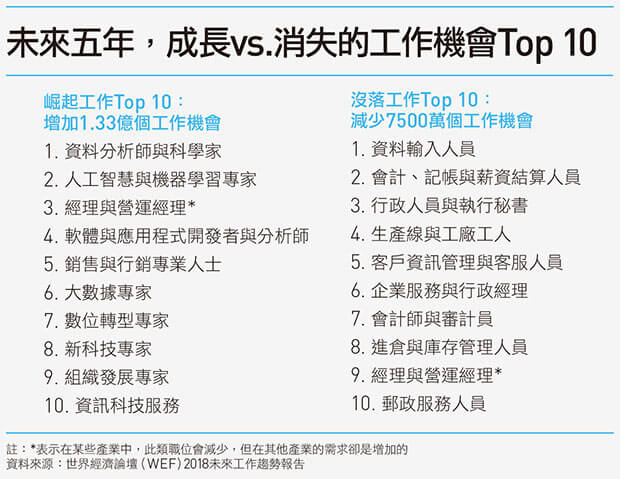 未來五年，成長vs.消失的工作機會Top 10
崛起工作Top 10：
增加1.33億個工作機會
1. 資料分析師與科學家
2. 人工智慧與機器學習專家
3. 經理與營運經理*
4. 軟體與應用程式開發者與分析師
5. 銷售與行銷專業人士
6. 大數據專家
7. 數位轉型專家
8. 新科技專家
9. 組織發展專家
10. 資訊科技服務
沒落工作Top 10：
減少7500萬個工作機會
1. 資料輸入人員
2. 會計、記帳與薪資結算人員
3. 行政人員與執行秘書
4. 生產線與工廠工人
5. 客戶資訊管理與客服人員
6. 企業服務與行政經理
7. 會計師與審計員
8. 進倉與庫存管理人員
9. 經理與營運經理*
10. 郵政服務人員
註：*表示在某些產業中，此類職位會減少，但在其他產業的需求卻是增加的
資料來源：世界經濟論壇（WEF）2018未來工作趨勢報告